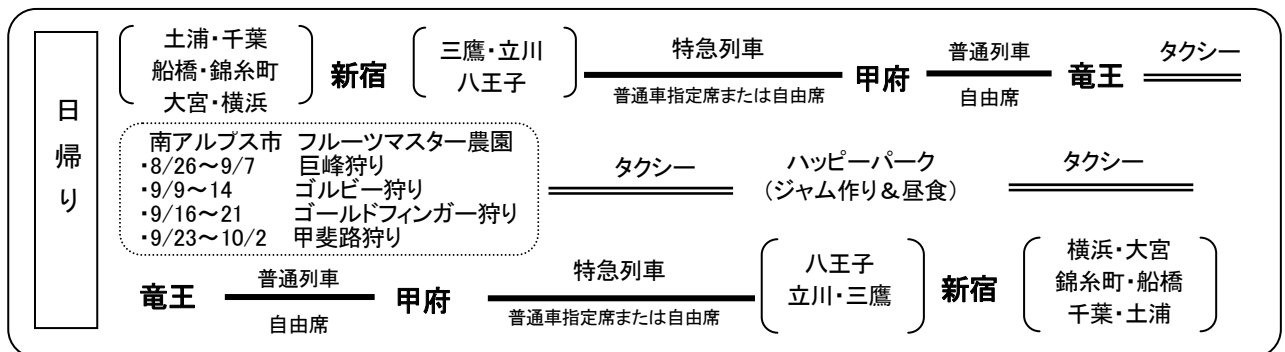 日帰り
土浦・千葉
船橋・錦糸町
大宮・横浜
新宿
三鷹・立川
八王子
特急列車
普通車指定席または自由席
甲府
普通列車
自由席
竜王
タクシー
南アルプス市 フルーツマスター農園
・8/26~9/7 巨峰狩り
・9/9~14 ゴルビー狩り
・9/16~21 ゴールドフィンガー狩り
・9/23~10/2 甲斐路狩り
タクシー
ハッピーパーク
(ジャム作り&昼食)
タクシー
竜王
普通列車
自由席
甲府
特急列車
普通車指定席または自由席
八王子
立川・三鷹
新宿
横浜・大宮
錦糸町・船橋
千葉・土浦